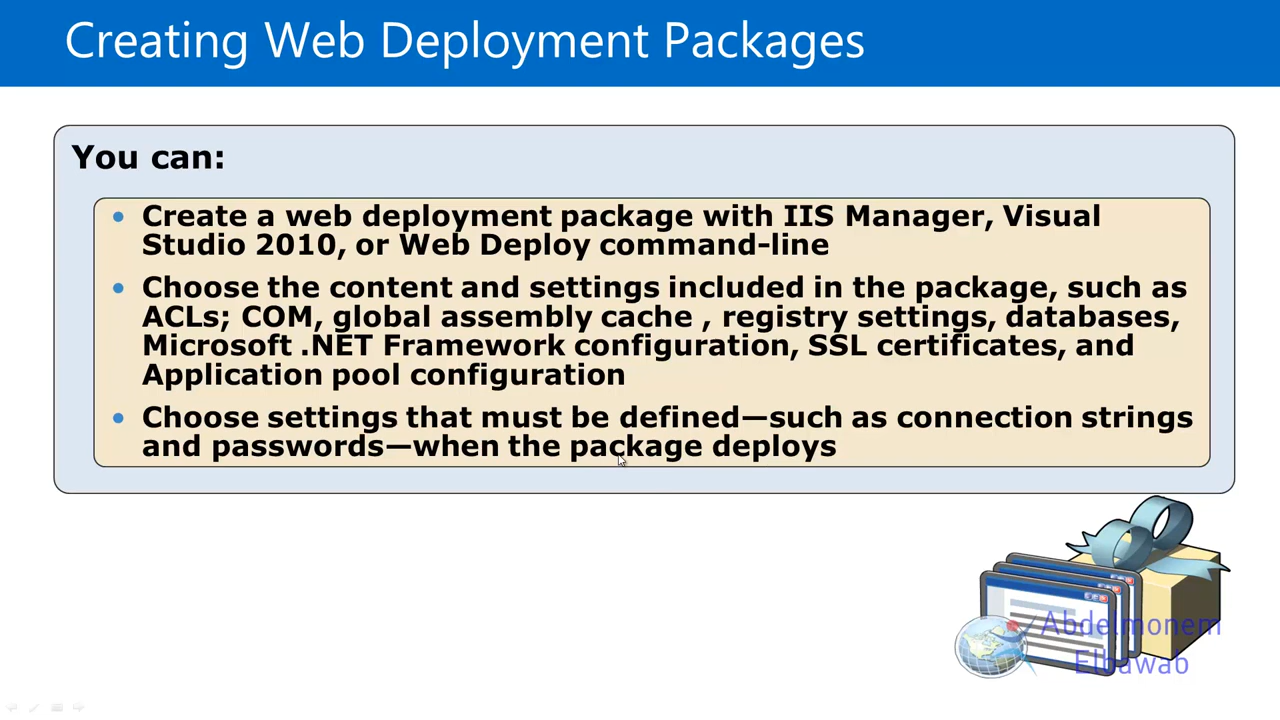 Creating Web Deployment Packages
You can:
• Create a web deployment package with IIS Manager, Visual
Studio 2010, or Web Deploy command-line
• Choose the content and settings included in the package, such as
ACLs; COM, global assembly cache , registry settings, databases,
Microsoft .NET Framework configuration, SSL certificates, and
Application pool configuration
• Choose settings that must be defined—such as connection strings
and passwords—when the package deploys
Abdelmonem
Elbawab